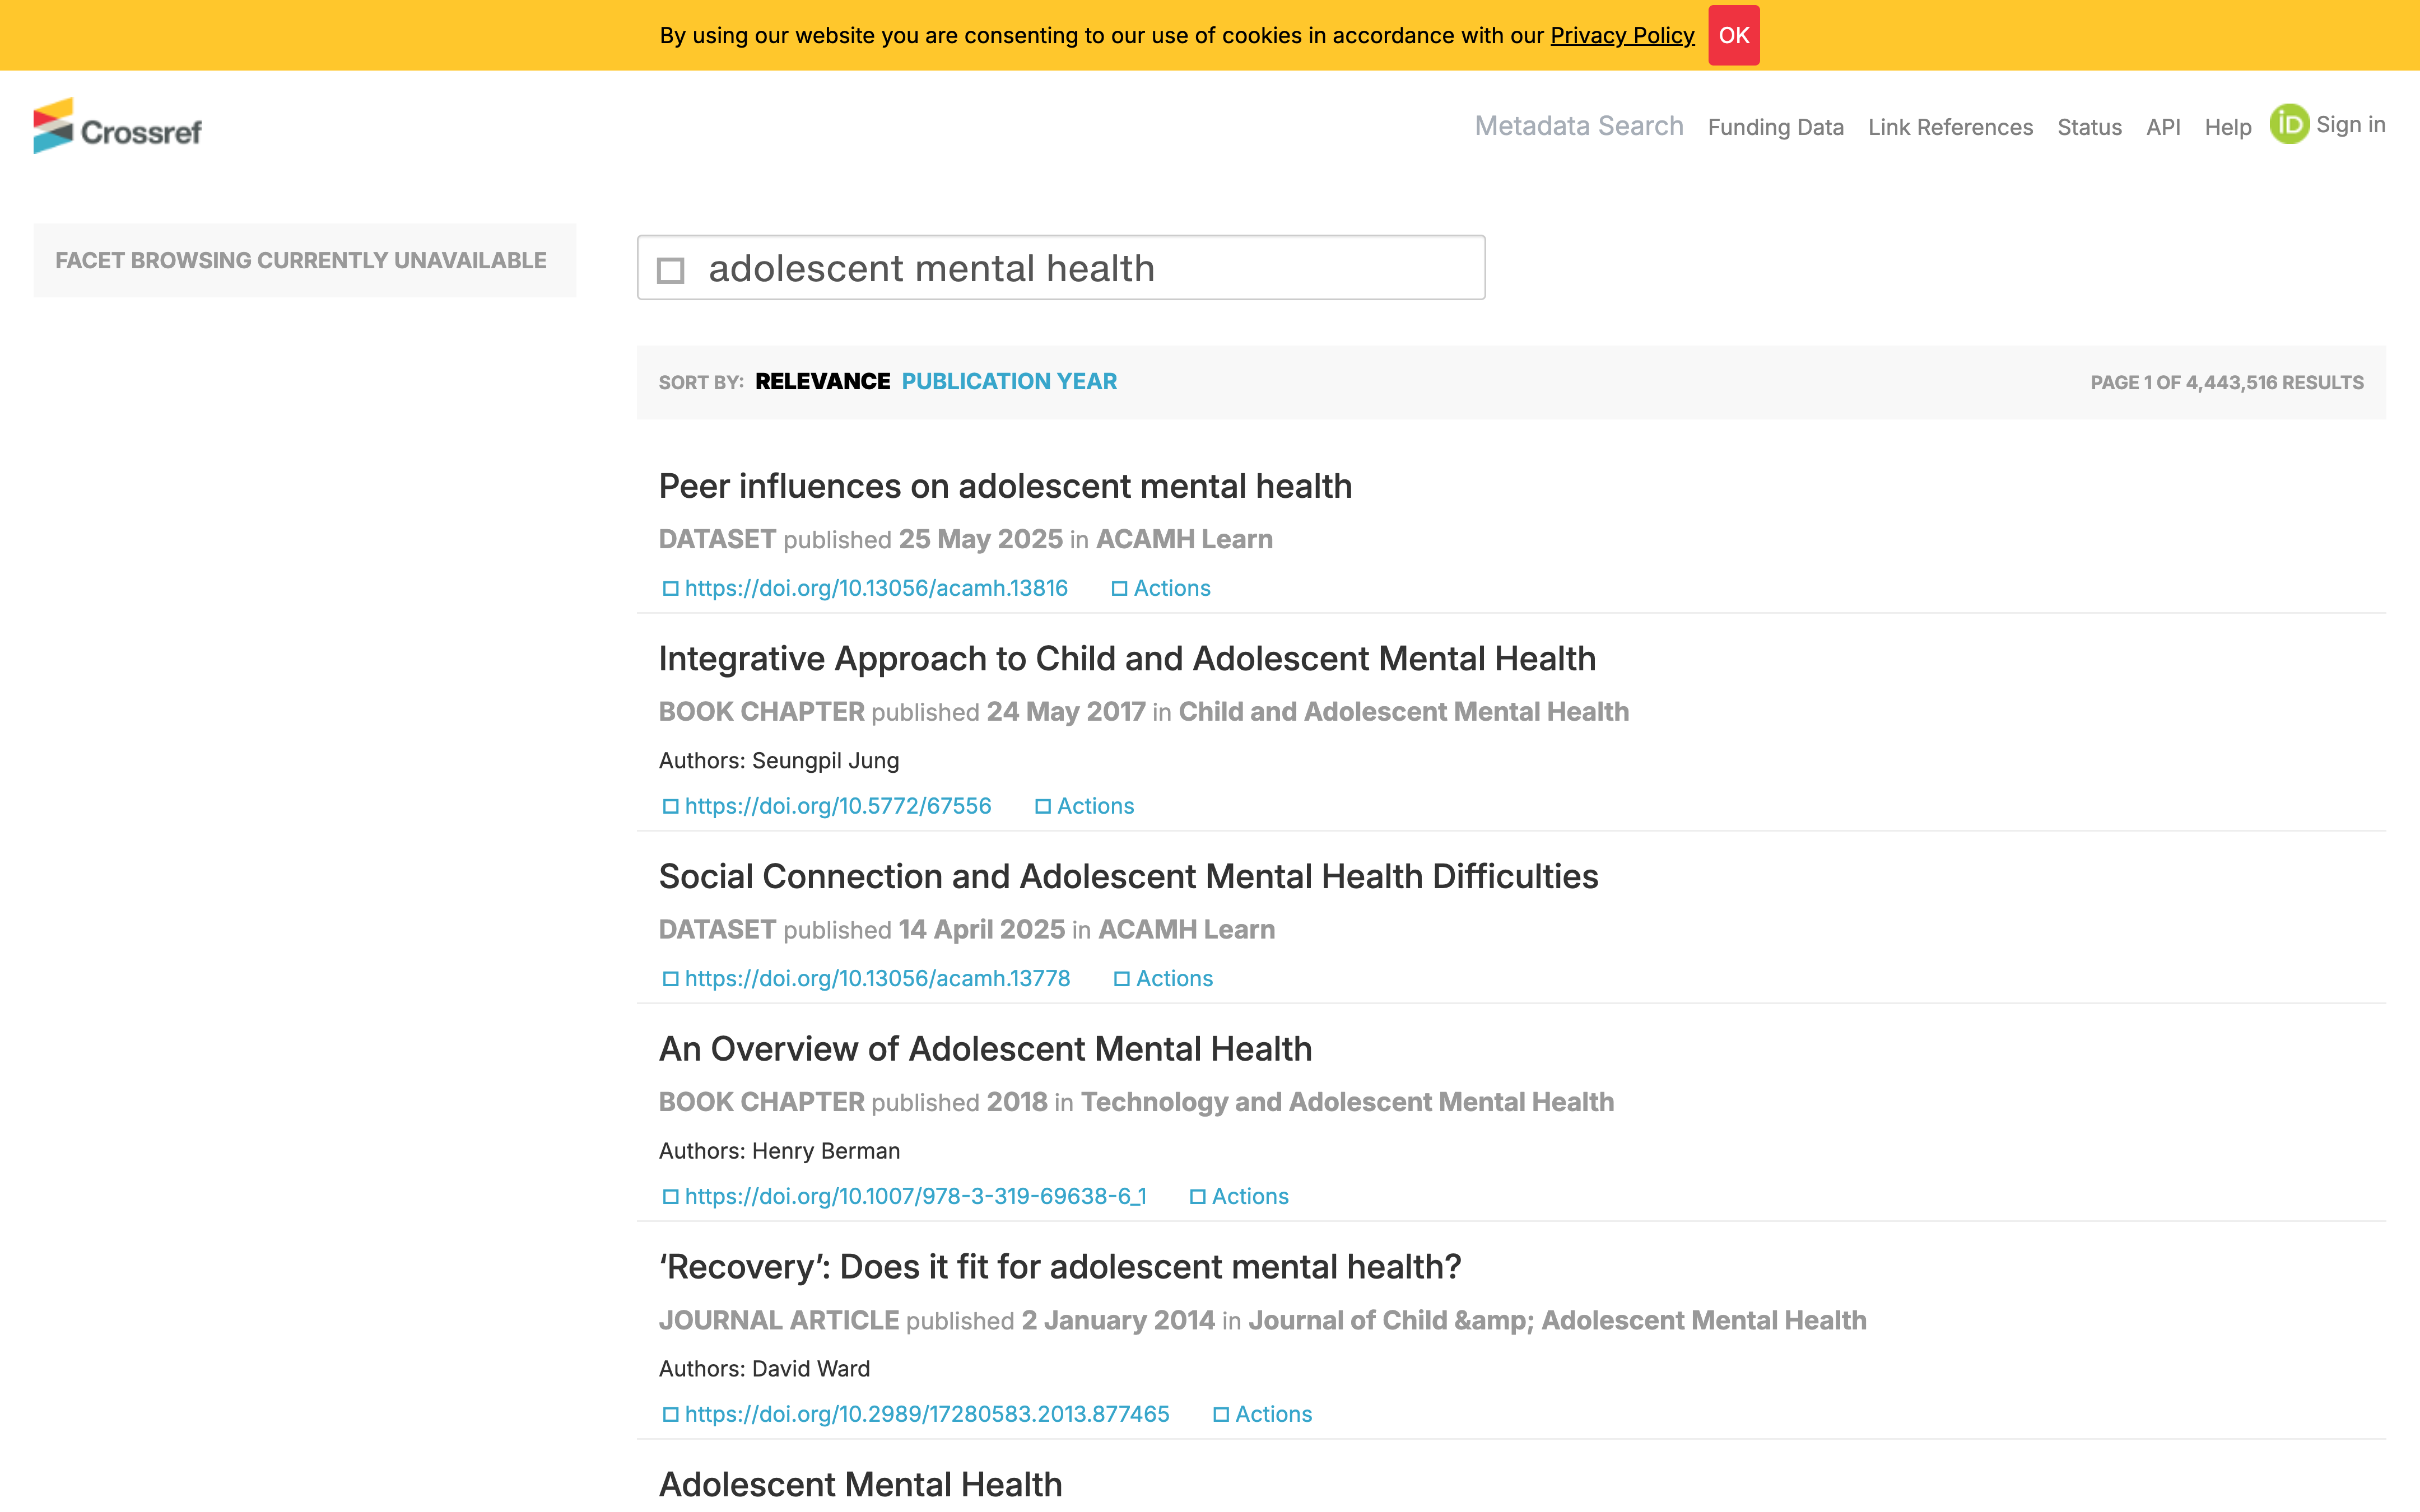 By using our website you are consenting to our use of cookies in accordance with our Privacy Policy OK
Crossref
Metadata Search Funding Data Link References Status API Help iD Sign in
FACET BROWSING CURRENTLY UNAVAILABLE
adolescent mental health
SORT BY: RELEVANCE PUBLICATION YEAR
PAGE 1 OF 4,443,516 RESULTS
Peer influences on adolescent mental health
DATASET published 25 May 2025 in ACAMH Learn
https://doi.org/10.13056/acamh.13816 Actions
Integrative Approach to Child and Adolescent Mental Health
BOOK CHAPTER published 24 May 2017 in Child and Adolescent Mental Health
Authors: Seungpil Jung
https://doi.org/10.5772/67556 Actions
Social Connection and Adolescent Mental Health Difficulties
DATASET published 14 April 2025 in ACAMH Learn
https://doi.org/10.13056/acamh.13778 Actions
An Overview of Adolescent Mental Health
BOOK CHAPTER published 2018 in Technology and Adolescent Mental Health
Authors: Henry Berman
https://doi.org/10.1007/978-3-319-69638-6_1 Actions
‘Recovery’: Does it fit for adolescent mental health?
JOURNAL ARTICLE published 2 January 2014 in Journal of Child &amp; Adolescent Mental Health
Authors: David Ward
https://doi.org/10.2989/17280583.2013.877465 Actions
Adolescent Mental Health